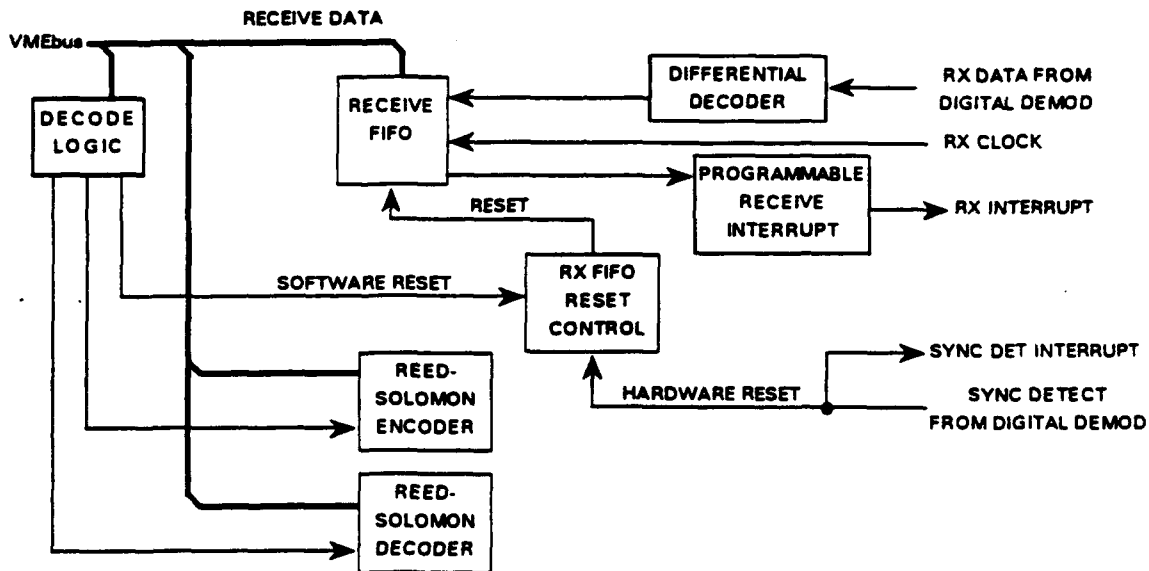 RECEIVE DATA
VMEbus
DECODE
LOGIC
RECEIVE
FIFO
DIFFERENTIAL
DECODER
RX DATA FROM
DIGITAL DEMOD
RX CLOCK
PROGRAMMABLE
RECEIVE
INTERRUPT
RX INTERRUPT
RESET
SOFTWARE RESET
RX FIFO
RESET
CONTROL
SYNC DET INTERRUPT
HARDWARE RESET
SYNC DETECT
FROM DIGITAL DEMOD
REED-
SOLOMON
ENCODER
REED-
SOLOMON
DECODER